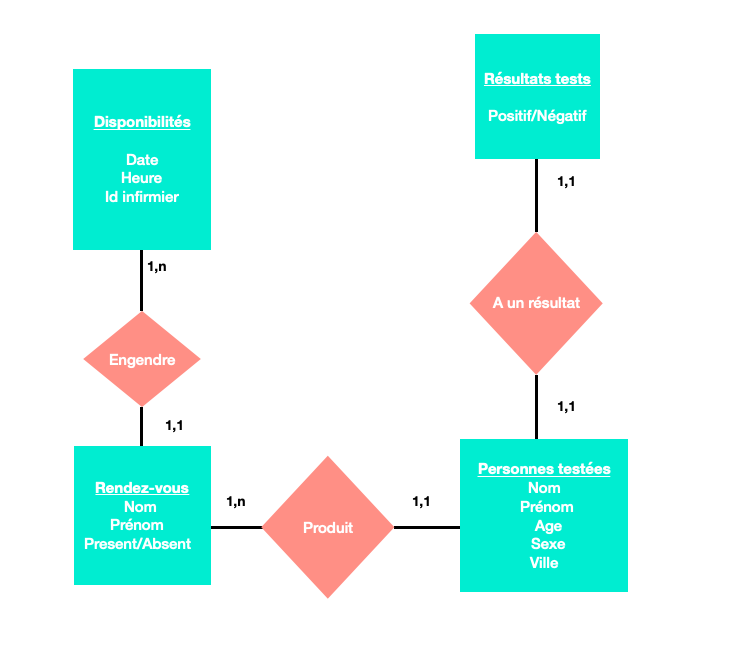 Disponibilités
Date
Heure
Id infirmier
1,n
Engendre
1,1
Rendez-vous
Nom
Prénom
Present/Absent
1,n
Produit
1,1
Résultats tests
Positif/Négatif
1,1
A un résultat
1,1
Personnes testées
Nom
Prénom
Age
Sexe
Ville